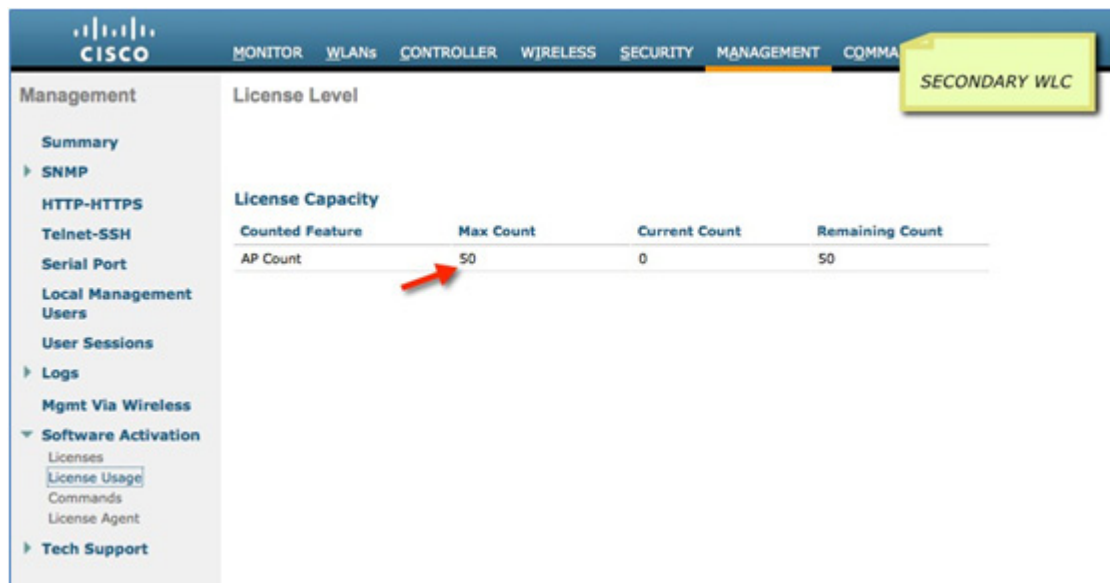 CISCO
MONITOR WLANs CONTROLLER WIRELESS SECURITY MANAGEMENT COMMA
SECONDARY WLC
Management
Summary
SNMP
HTTP-HTTPS
Telnet-SSH
Serial Port
Local Management
Users
User Sessions
Logs
Mgmt Via Wireless
Software Activation
Licenses
License Usage
Commands
License Agent
Tech Support
License Level
License Capacity
Counted Feature Max Count Current Count Remaining Count
AP Count 50 0 50